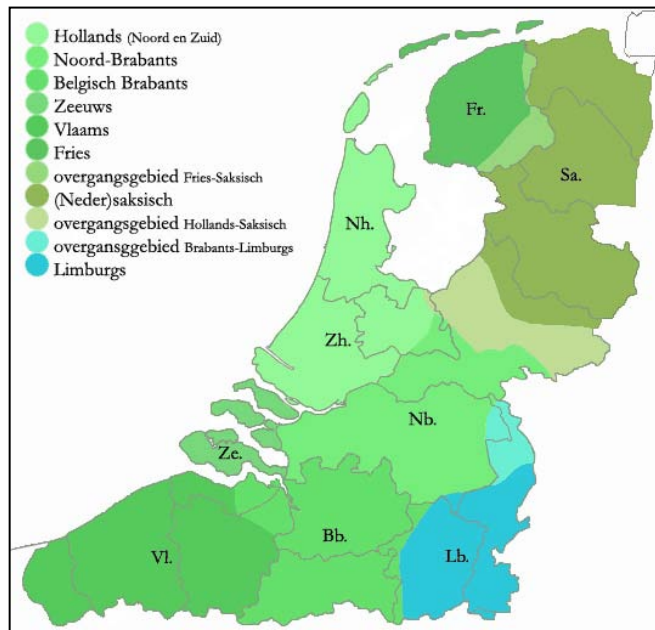 Hollands (Noord en Zuid)
Noord-Brabants
Belgisch Brabants
Zeeuws
Vlaams
Fries
overgangsgebied Fries-Saksisch
(Neder)saksisch
overgangsgebied Hollands-Saksisch
overgansggebied Brabants-Limburgs
Limburgs
Fr.
Sa.
Nh.
Zh.
Nb.
Ze.
Bb.
Vl.
Lb.